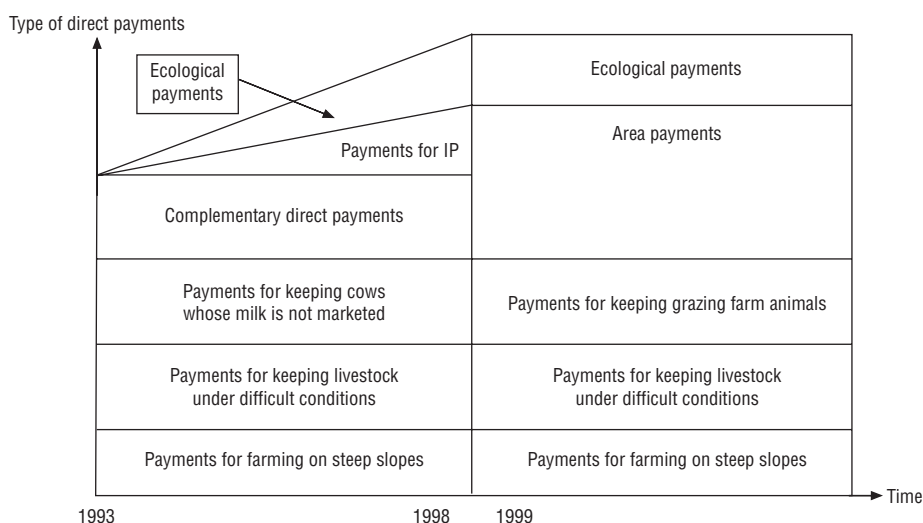 Type of direct payments
Ecological
payments
Ecological payments
Area payments
Payments for IP
Complementary direct payments
Payments for keeping cows
whose milk is not marketed
Payments for keeping grazing farm animals
Payments for keeping livestock
under difficult conditions
Payments for keeping livestock
under difficult conditions
Payments for farming on steep slopes
Payments for farming on steep slopes
Time
1993
1998
1999